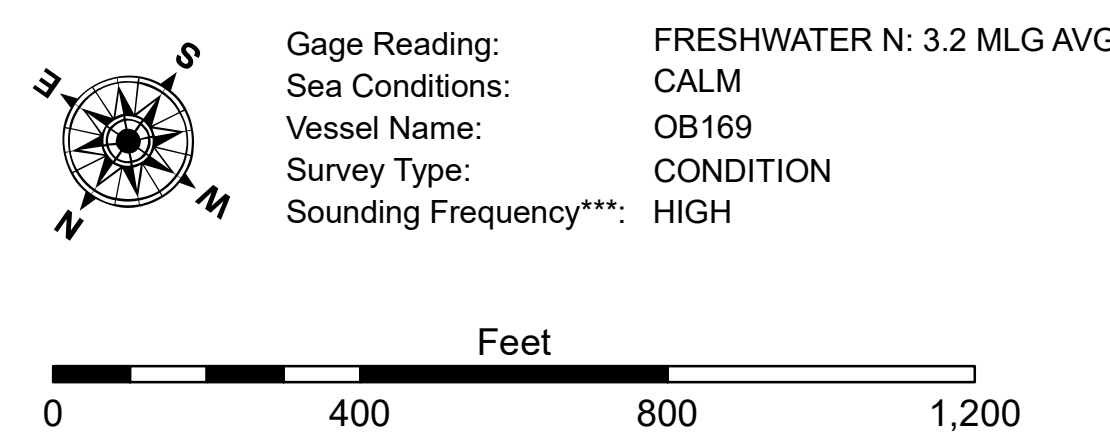 S
E
W
N
Gage Reading: FRESHWATER N: 3.2 MLG AVG
Sea Conditions: CALM
Vessel Name: OB169
Survey Type: CONDITION
Sounding Frequency***: HIGH
Feet
0 400 800 1,200